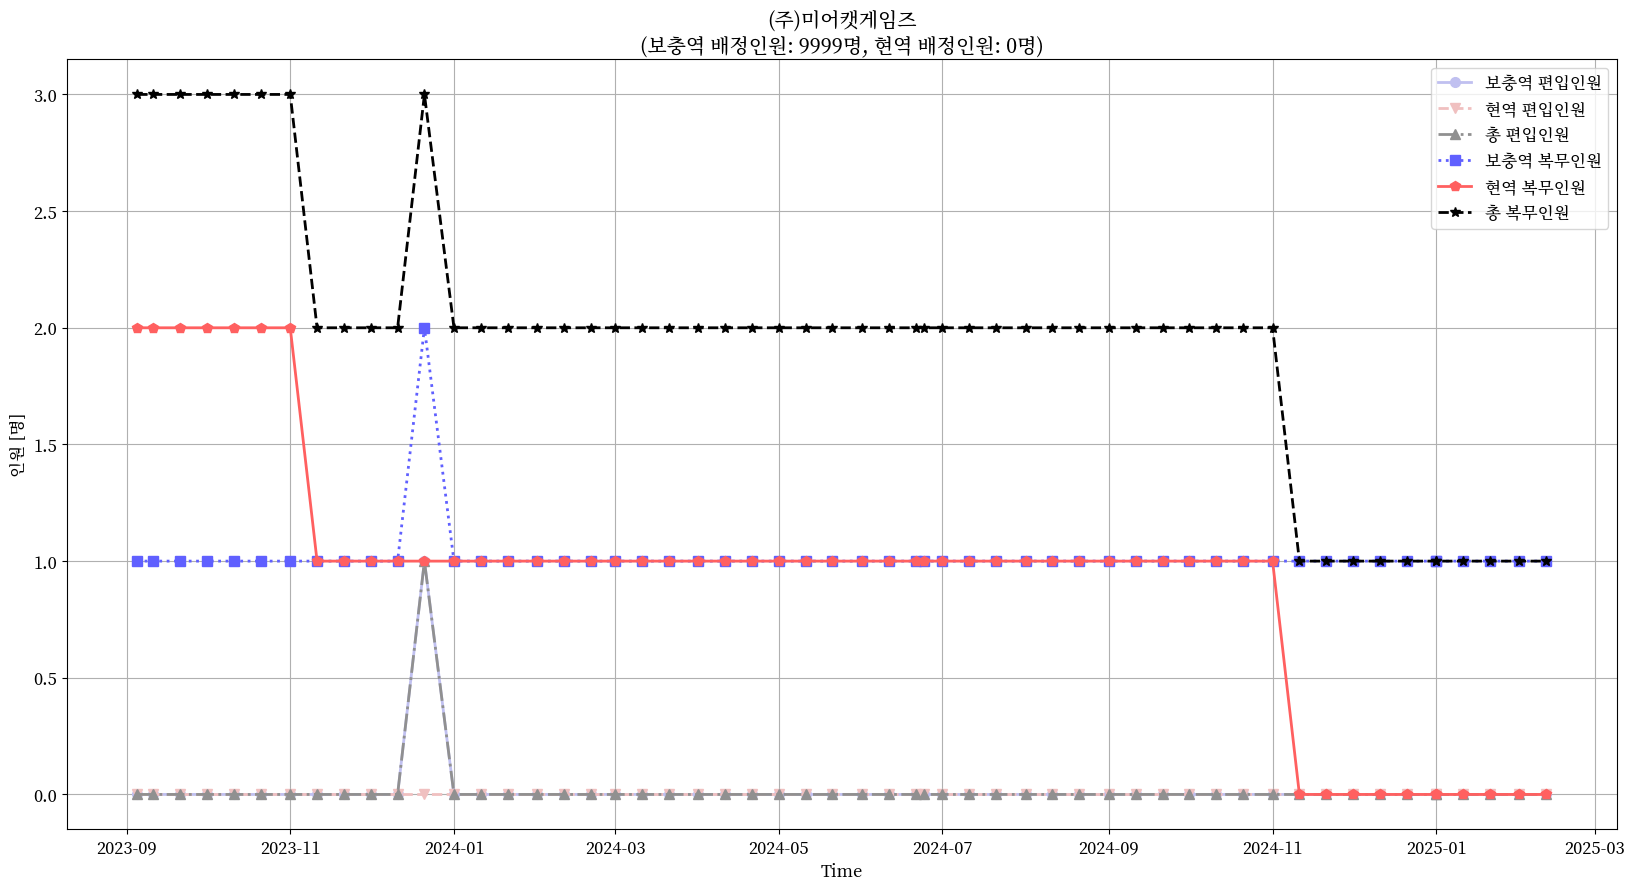 (주)미어캣게임즈
(보충역 배정인원: 9999명, 현역 배정인원: 0명)
보충역 편입인원
현역 편입인원
총 편입인원
보충역 복무인원
현역 복무인원
총 복무인원
인원 [명]
3.0
2.5
2.0
1.5
1.0
0.5
0.0
2023-09 2023-11 2024-01 2024-03 2024-05 2024-07 2024-09 2024-11 2025-01 2025-03
Time